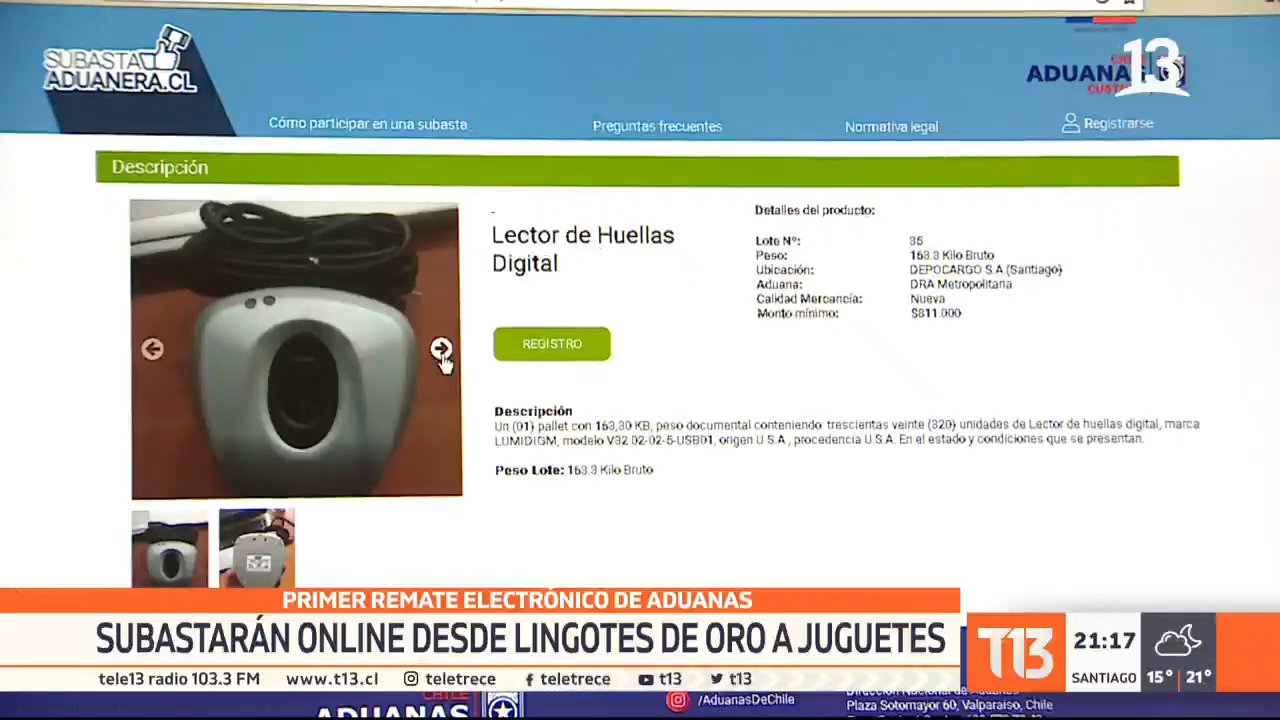 SUBASTA
ADUANERA.CL
13
ADUANAS
Cómo participar en una subasta
Preguntas frecuentes
Normativa legal
Registrarse
Descripción
Lector de Huellas
Digital
REGISTRO
Detalles del producto:
Lote Nº: 35
Peso: 163.3 Kilo Bruto
Ubicación: DEPOCARGO S.A (Santiago)
Aduana: DRA Metropolitana
Calidad Mercancía: Nueva
Monto mínimo: $811.000
Descripción
Un (01) pallet con 163,30 KB, peso documental conteniendo trescientas veinte (320) unidades de Lector de huellas digital, marca
LUMIDIGM, modelo V32 02-02-5-USB01, origen U.S.A., procedencia U.S.A. En el estado y condiciones que se presentan.
Peso Lote: 163.3 Kilo Bruto
PRIMER REMATE ELECTRÓNICO DE ADUANAS
SUBASTARÁN ONLINE DESDE LINGOTES DE ORO A JUGUETES
T13
21:17
SANTIAGO 15° 21°
tele13 radio 103.3 FM www.t13.cl teletrece teletrece t13 t13
CHILE
ADUANAS
/AduanasDeChile
Plaza Sotomayor 60, Valparaíso, Chile